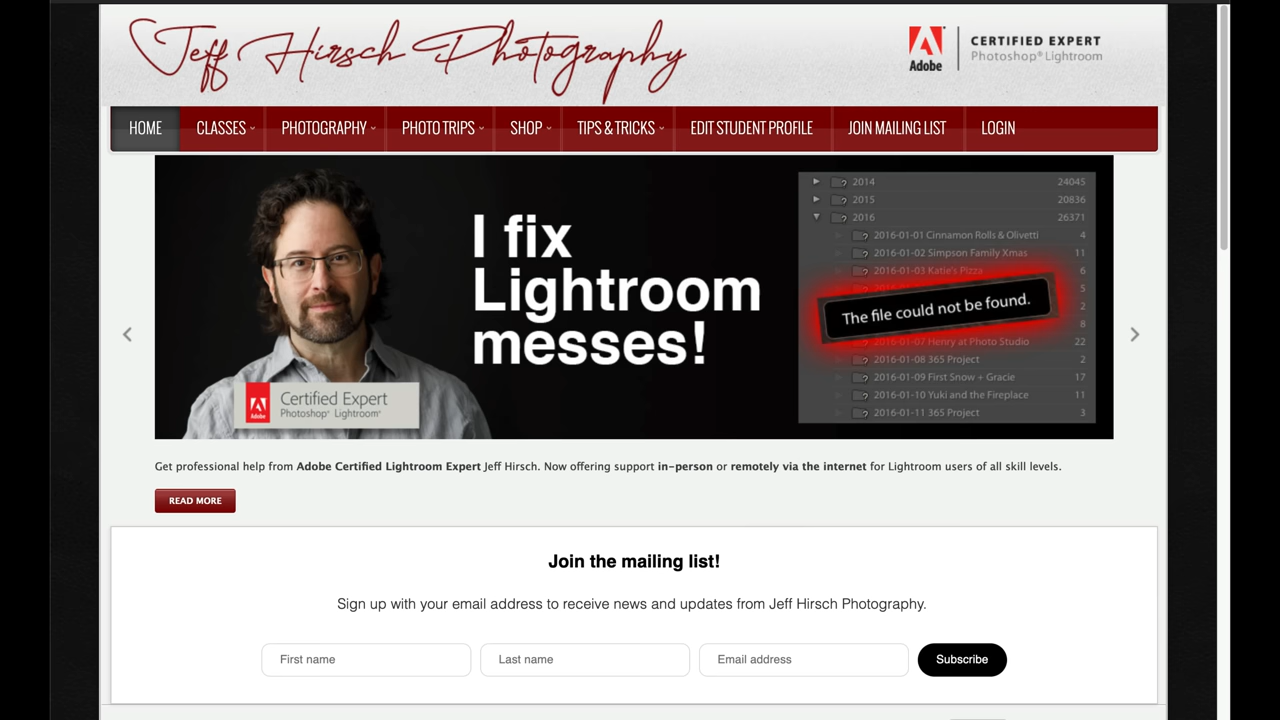 Jeff Hirsch Photography
Adobe
CERTIFIED EXPERT
Photoshop® Lightroom®
HOME CLASSES PHOTOGRAPHY PHOTO TRIPS SHOP TIPS & TRICKS EDIT STUDENT PROFILE JOIN MAILING LIST LOGIN
I fix
Lightroom
messes!
Adobe
Certified Expert
Photoshop® Lightroom®
2014 24045
2015 20836
2016 26371
2016-01-01 Cinnamon Rolls & Olivetti 4
2016-01-02 Simpson Family Xmas 11
2016-01-03 Katie's Pizza 6
5
The file could not be found.
2
8
2016-01-07 Henry at Photo Studio 22
2016-01-08 365 Project 2
2016-01-09 First Snow + Gracie 17
2016-01-10 Yuki and the Fireplace 11
2016-01-11 365 Project 3
Get professional help from Adobe Certified Lightroom Expert Jeff Hirsch. Now offering support in-person or remotely via the internet for Lightroom users of all skill levels.
READ MORE
Join the mailing list!
Sign up with your email address to receive news and updates from Jeff Hirsch Photography.
First name Last name Email address Subscribe